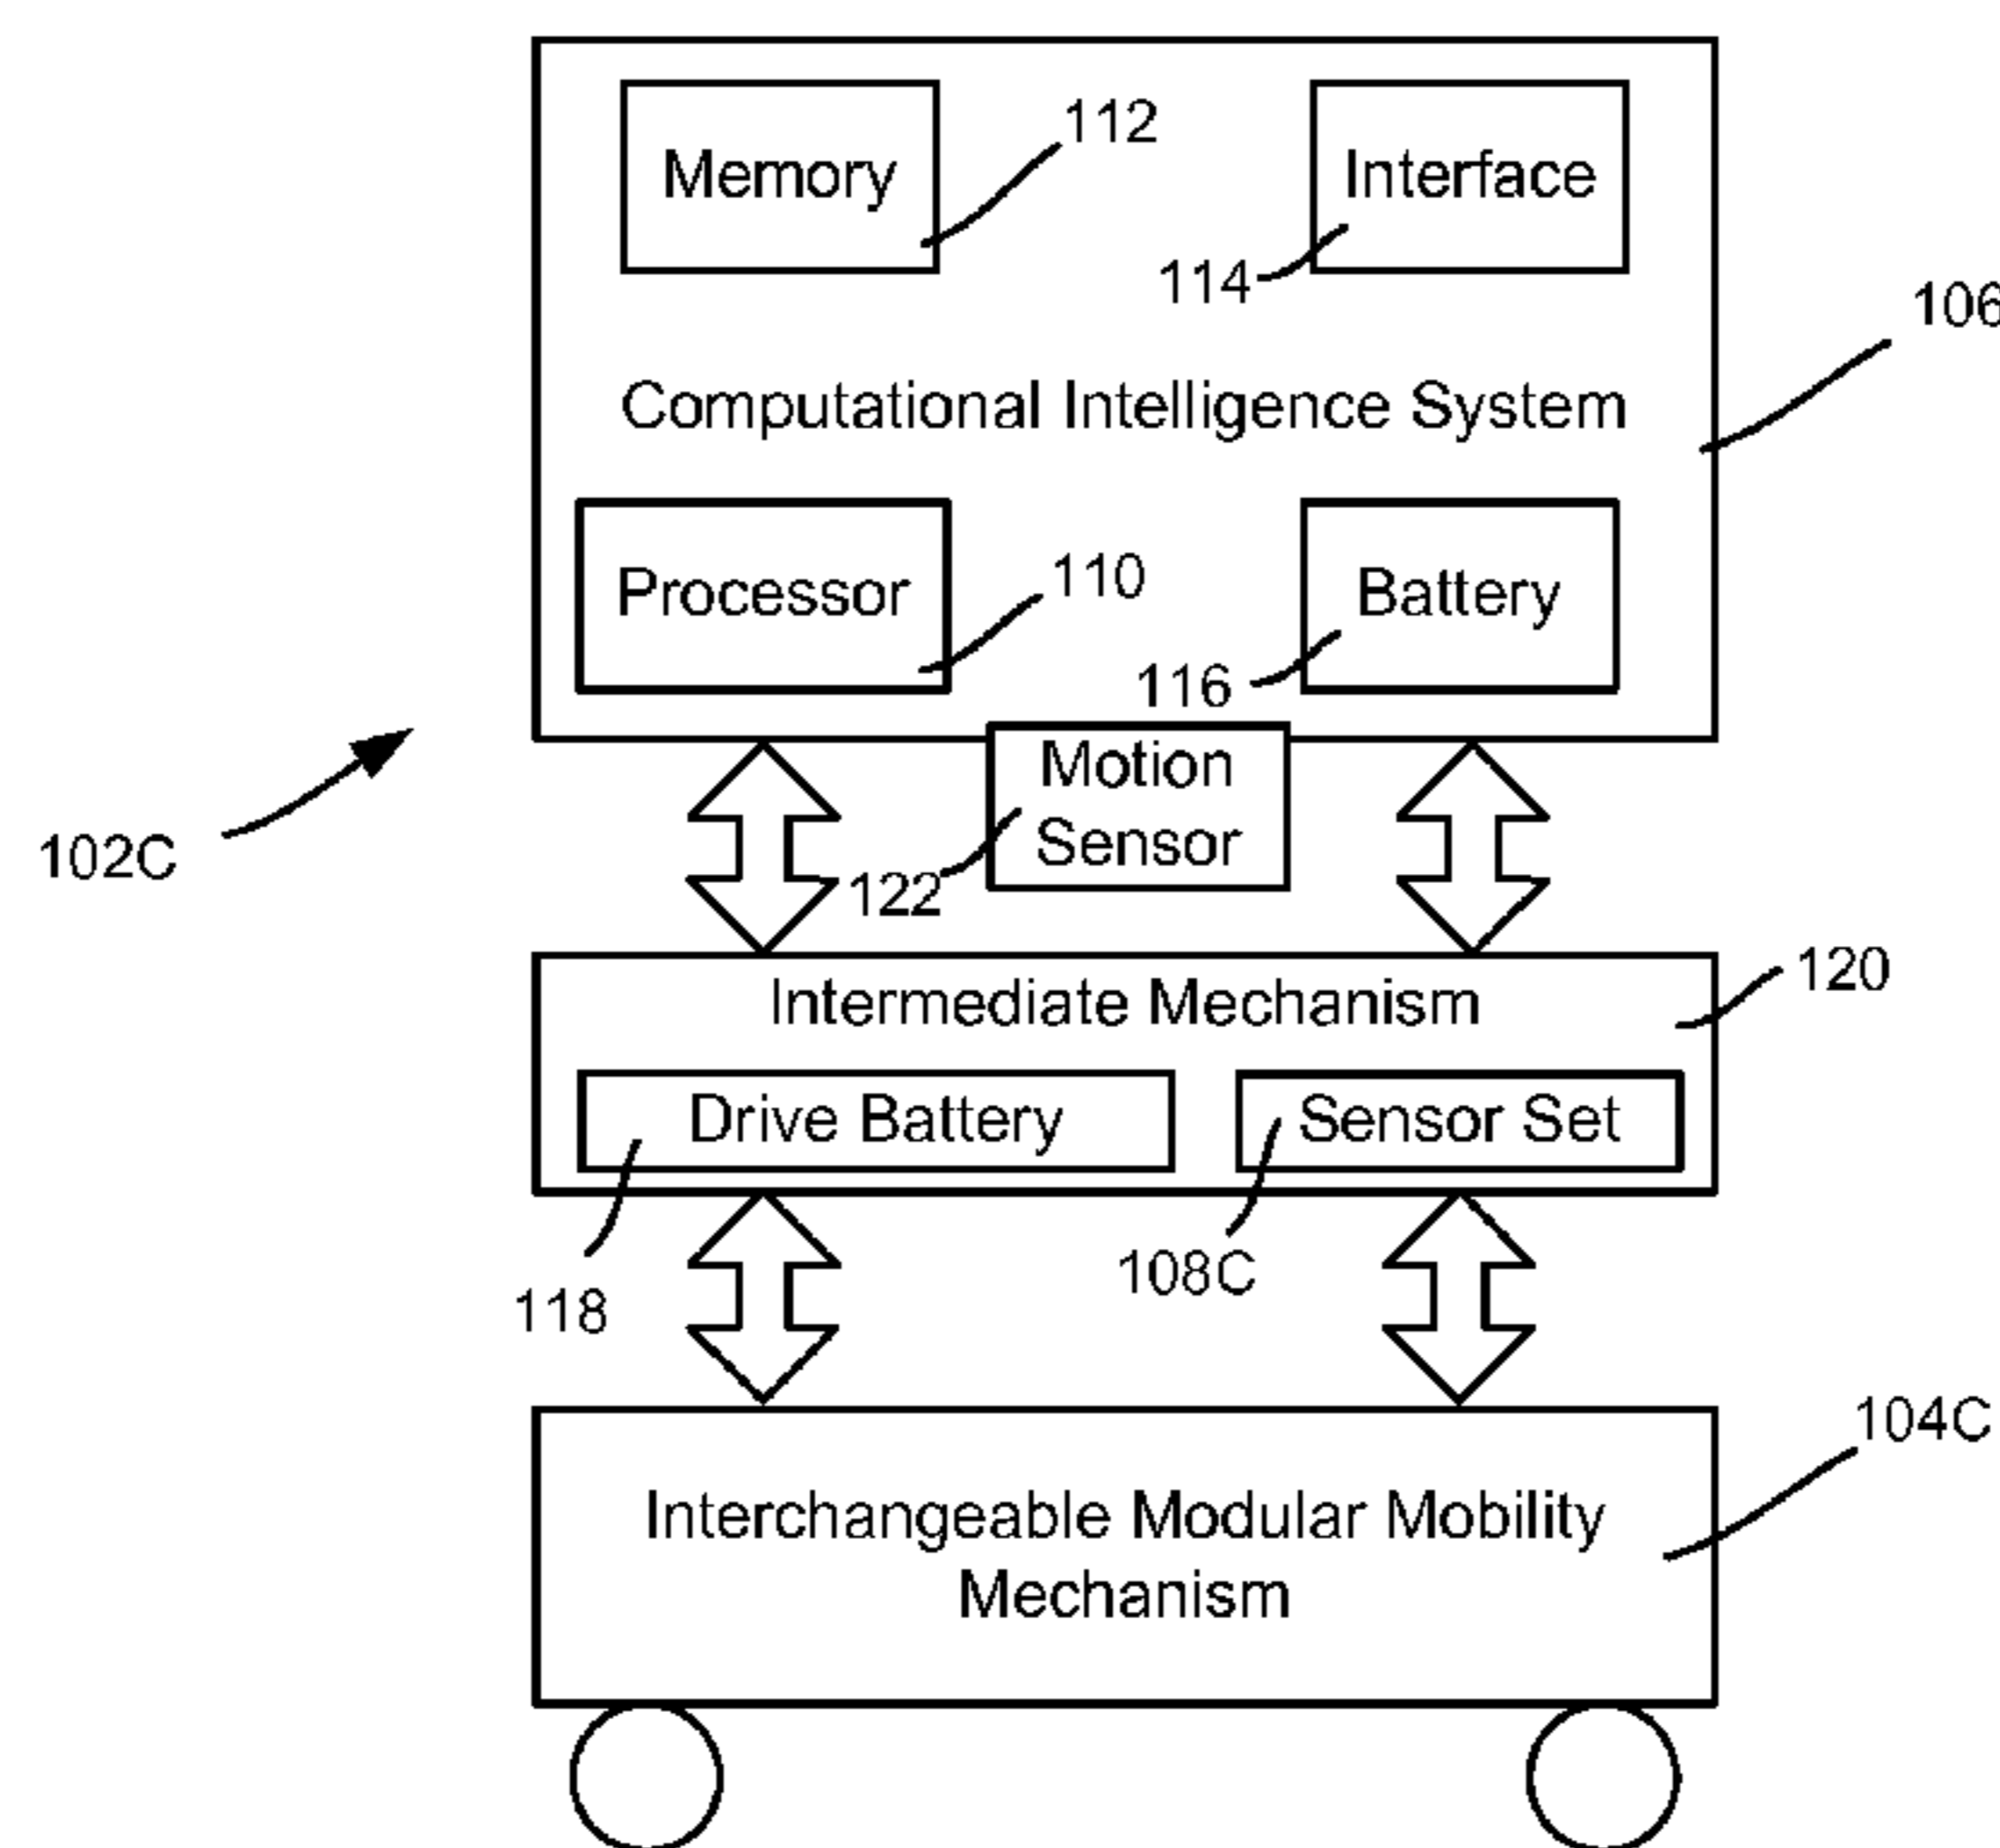 Memory
112
Interface
114
106
Computational Intelligence System
Processor
110
Battery
116
Motion
Sensor
122
102C
Intermediate Mechanism
120
Drive Battery
Sensor Set
118
108C
104C
Interchangeable Modular Mobility
Mechanism